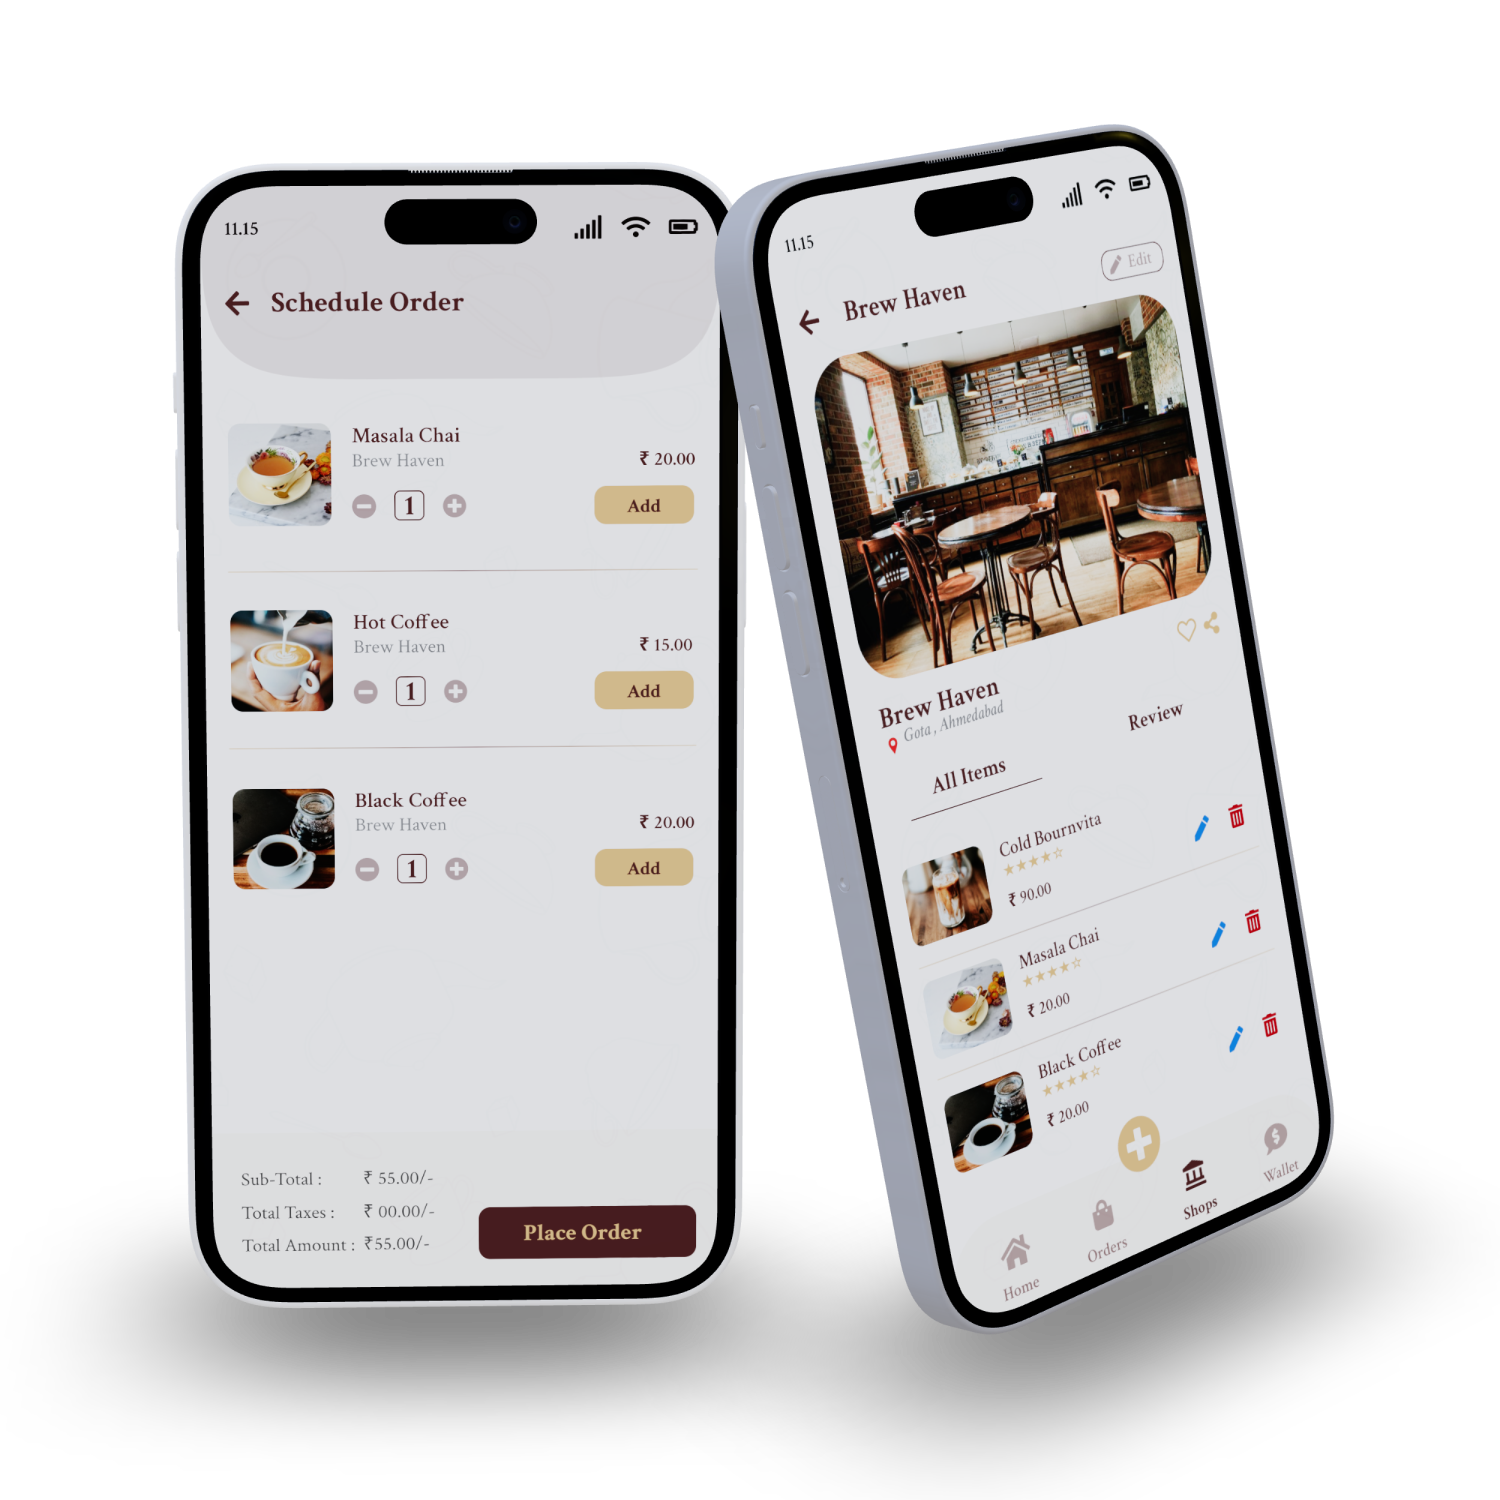 11.15
Schedule Order
Masala Chai
Brew Haven
₹ 20.00
1
Add
Hot Coffee
Brew Haven
₹ 15.00
1
Add
Black Coffee
Brew Haven
₹ 20.00
1
Add
Sub-Total : ₹ 55.00/-
Total Taxes : ₹ 00.00/-
Total Amount : ₹55.00/-
Place Order
11.15
Edit
Brew Haven
Brew Haven
Gota , Ahmedabad
All Items
Review
Cold Bournvita
₹ 90.00
Masala Chai
₹ 20.00
Black Coffee
₹ 20.00
Home
Orders
Shops
Wallet